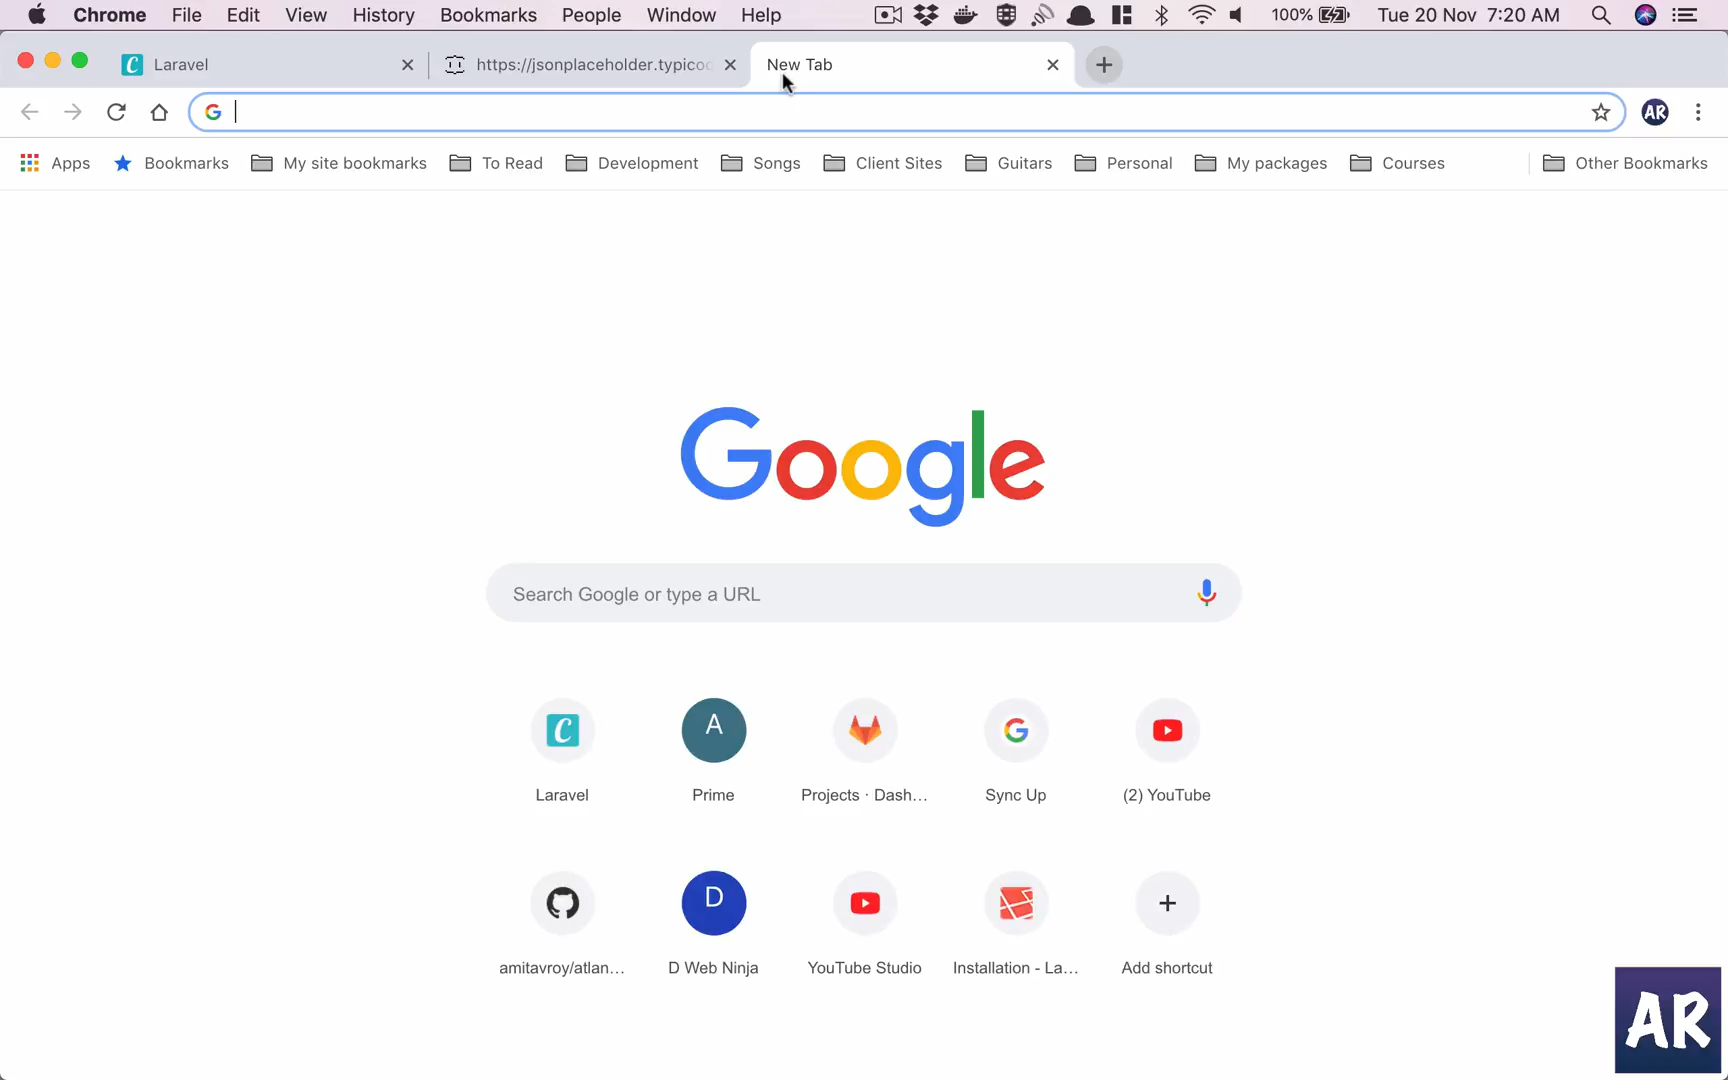 Chrome File Edit View History Bookmarks People Window Help 100% Tue 20 Nov 7:20 AM
Laravel https://jsonplaceholder.typicoc New Tab
AR
Apps Bookmarks My site bookmarks To Read Development Songs Client Sites Guitars Personal My packages Courses Other Bookmarks
Google
Search Google or type a URL
A
Laravel Prime Projects · Dash... Sync Up (2) YouTube
D
amitavroy/atlan... D Web Ninja YouTube Studio Installation - La... Add shortcut
AR